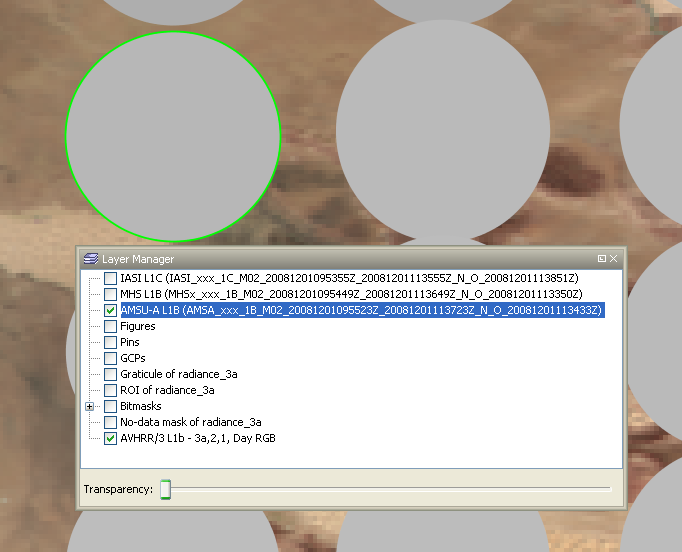 Layer Manager
IASI L1C (IASI_xxx_1C_M02_20081201095355Z_20081201113555Z_N_O_20081201113851Z)
MHS L1B (MHSx_xxx_1B_M02_20081201095449Z_20081201113649Z_N_O_20081201113350Z)
AMSU-A L1B (AMSA_xxx_1B_M02_20081201095523Z_20081201113723Z_N_O_20081201113433Z)
Figures
Pins
GCPs
Graticule of radiance_3a
ROI of radiance_3a
Bitmasks
No-data mask of radiance_3a
AVHRR/3 L1b - 3a,2,1, Day RGB
Transparency: